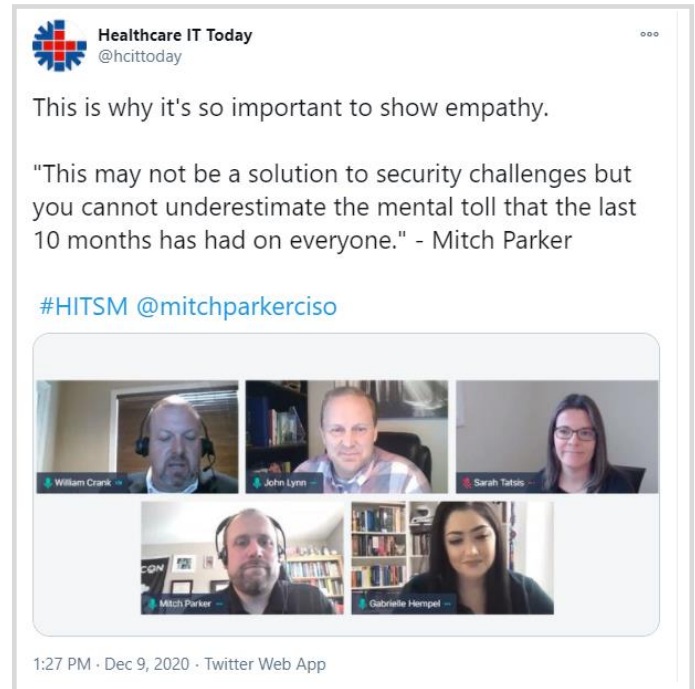 Healthcare IT Today
@hcittoday
This is why it's so important to show empathy.
"This may not be a solution to security challenges but
you cannot underestimate the mental toll that the last
10 months has had on everyone." - Mitch Parker
#HITSM @mitchparkerciso
William Crank
John Lynn
Sarah Tatsis
CON
Mitch Parker
Gabrielle Hempel
1:27 PM · Dec 9, 2020 · Twitter Web App